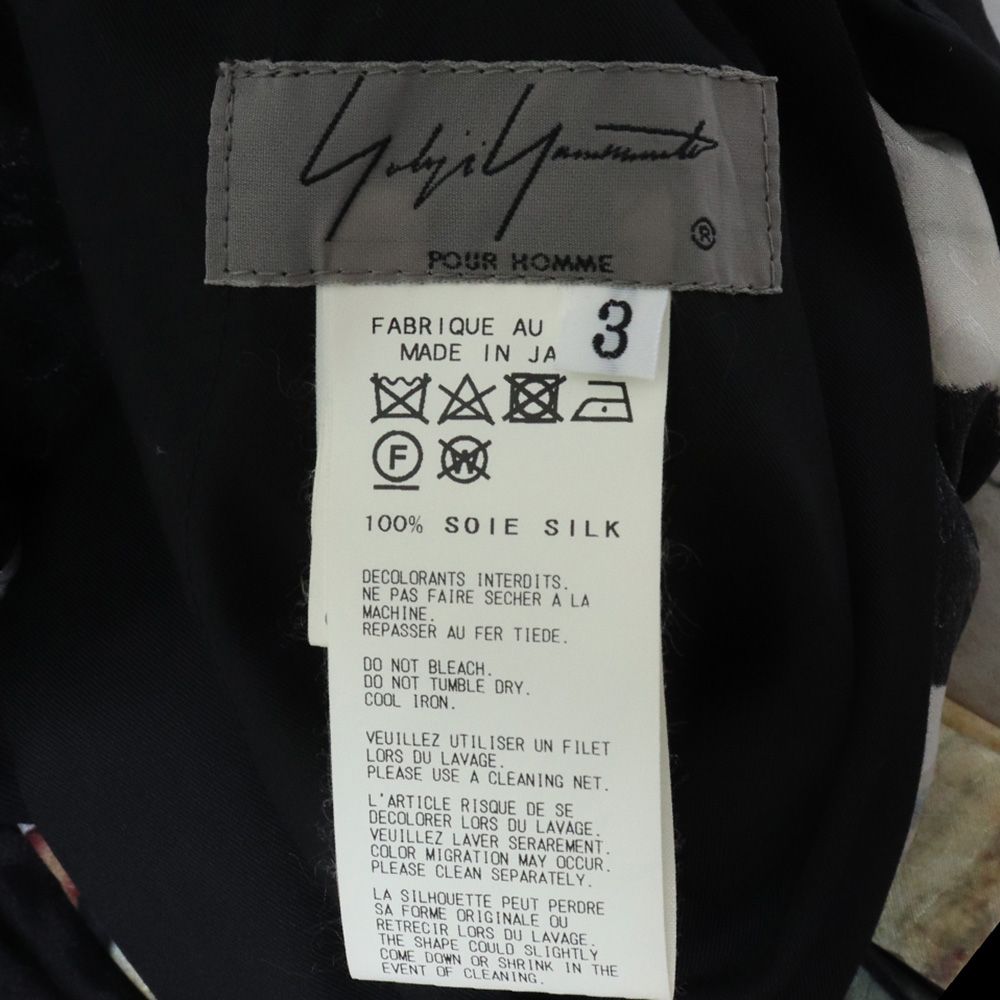 Yohji Yamamoto
®
POUR HOMME
3
FABRIQUE AU
MADE IN JA
F
W
100% SOIE SILK
DECOLORANTS INTERDITS.
NE PAS FAIRE SECHER A LA
MACHINE.
REPASSER AU FER TIEDE.
DO NOT BLEACH.
DO NOT TUMBLE DRY.
COOL IRON.
VEUILLEZ UTILISER UN FILET
LORS DU LAVAGE.
PLEASE USE A CLEANING NET.
L'ARTICLE RISQUE DE SE
DECOLORER LORS DU LAVAGE.
VEUILLEZ LAVER SERAREMENT.
COLOR MIGRATION MAY OCCUR.
PLEASE CLEAN SEPARATELY.
LA SILHOUETTE PEUT PERDRE
SA FORME ORIGINALE OU
RETRECIR LORS DU LAVAGE.
THE SHAPE COULD SLIGHTLY
COME DOWN OR SHRINK IN THE
EVENT OF CLEANING.